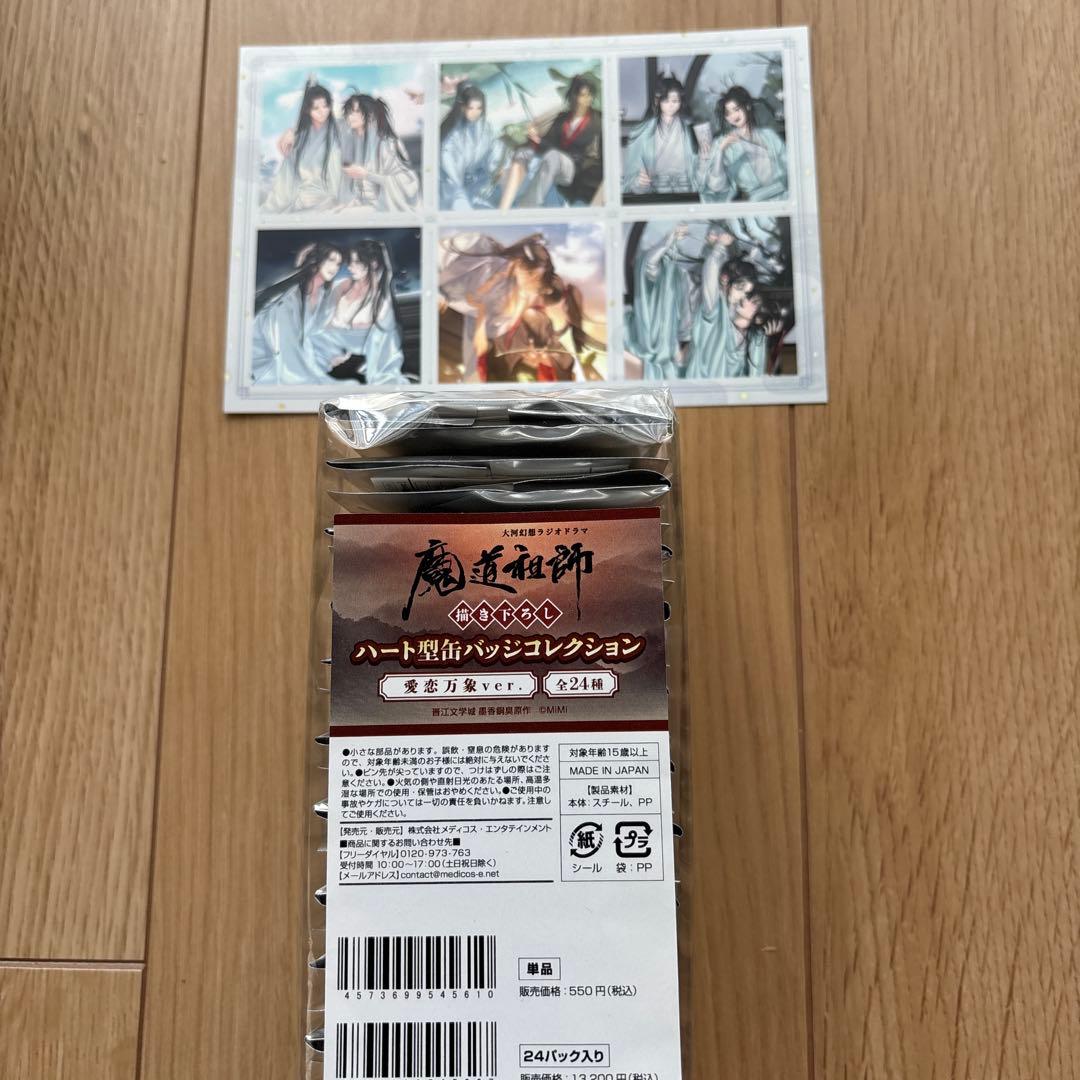 大河幻想ラジオドラマ
魔道祖師
描き下ろし
ハート型缶バッジコレクション
愛恋万象ver.
全24種
晋江文学城 墨香銅臭原作 ©MiMi
●小さな部品があります。誤飲・窒息の危険があります
ので、対象年齢未満のお子様には絶対に与えないでくださ
い。●ピン先が尖っていますので、つけはずしの際はご注
意ください。●火気の側や直射日光のあたる場所、高温多
湿な場所での使用・保管はおやめください。●ご使用中の
事故やケガについては一切の責任を負いかねます。注意し
てご使用ください。
【発売元・販売元】株式会社メディコス・エンタテインメント
■商品に関するお問い合わせ先■
【フリーダイヤル】0120-973-763
受付時間 10:00〜17:00(土日祝日除く)
【メールアドレス】contact@medicos-e.net
対象年齢15歳以上
MADE IN JAPAN
【製品素材】
本体:スチール、PP
紙
プラ
シール
袋:PP
4573699545610
単品
販売価格:550円(税込)
24パック入り
販売価格:13,200円(税込)